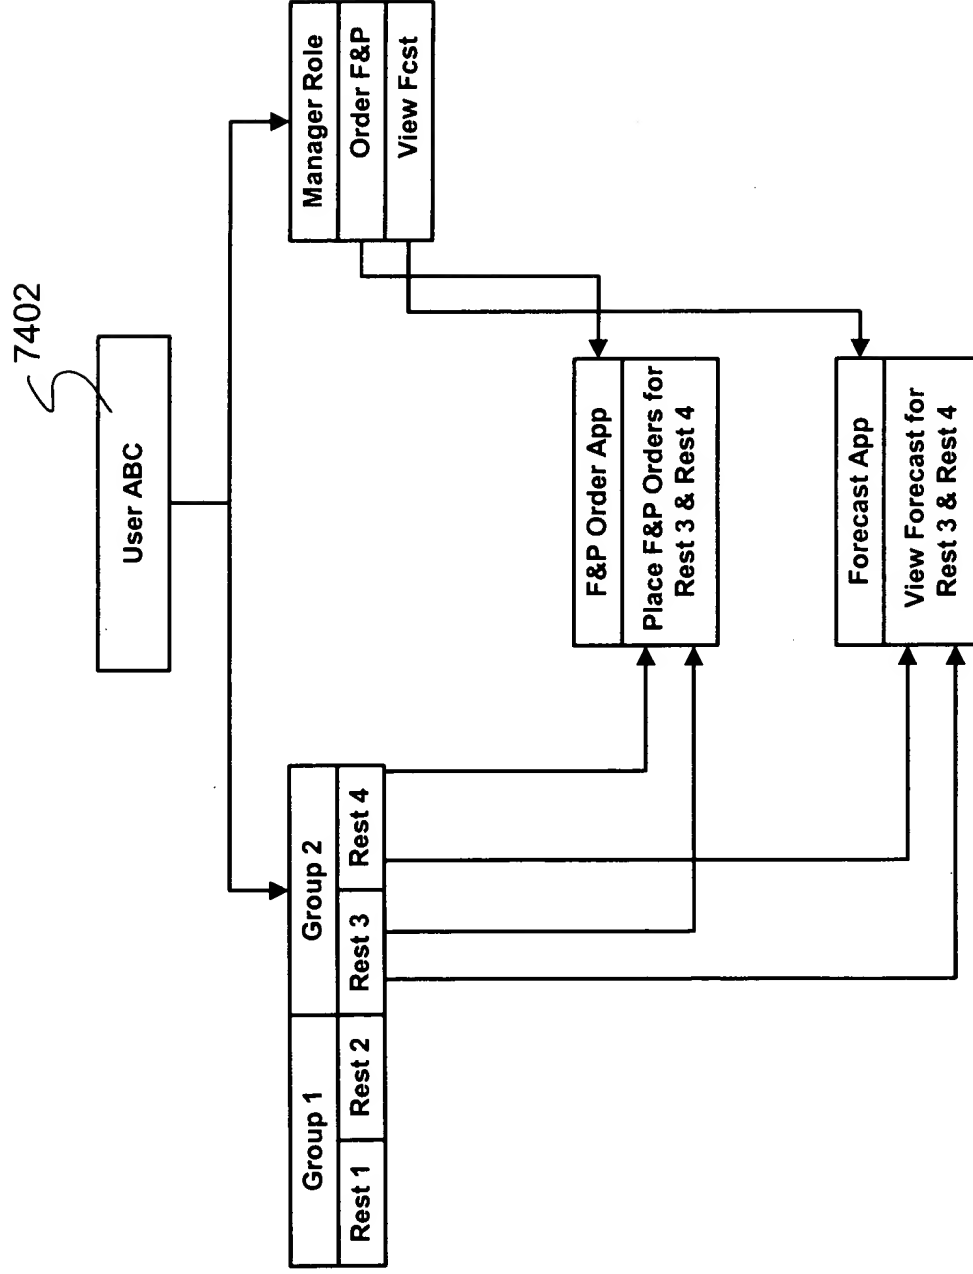 7402
User ABC
Group 1
Group 2
Rest 1
Rest 2
Rest 3
Rest 4
Manager Role
Order F&P
View Fcst
F&P Order App
Place F&P Orders for
Rest 3 & Rest 4
Forecast App
View Forecast for
Rest 3 & Rest 4